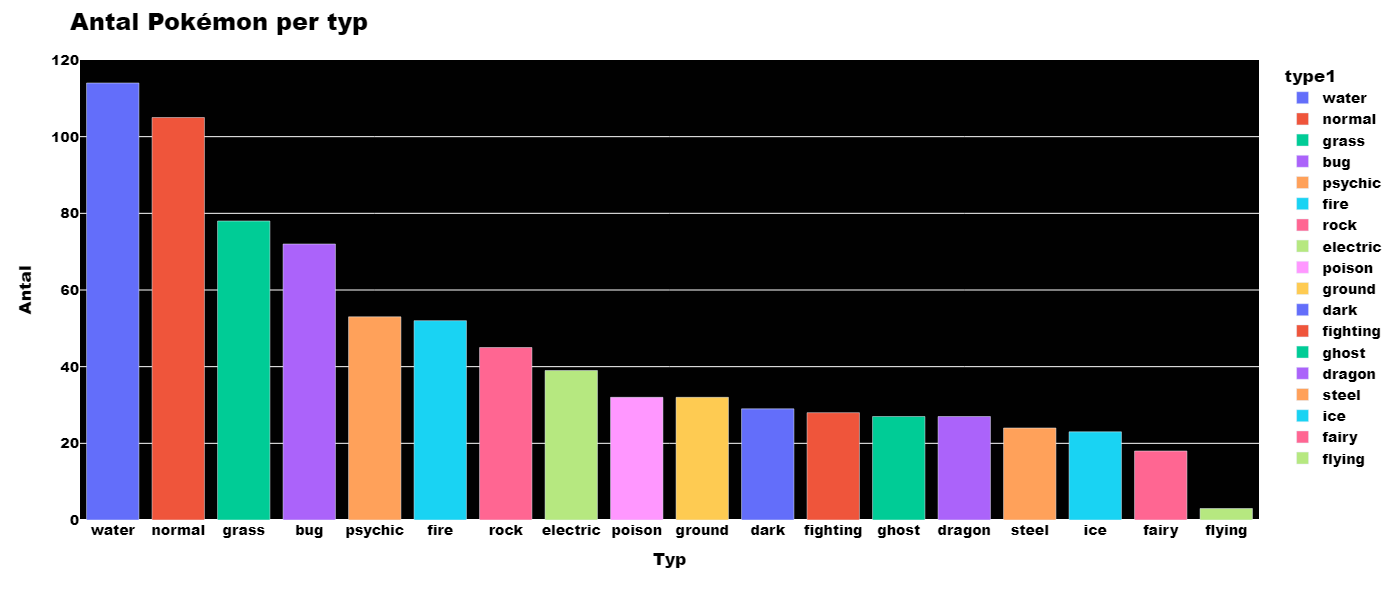 Antal Pokémon per typ
120
100
80
60
40
20
0
Antal
water normal grass bug psychic fire rock electric poison ground dark fighting ghost dragon steel ice fairy flying
Typ
type1
water
normal
grass
bug
psychic
fire
rock
electric
poison
ground
dark
fighting
ghost
dragon
steel
ice
fairy
flying